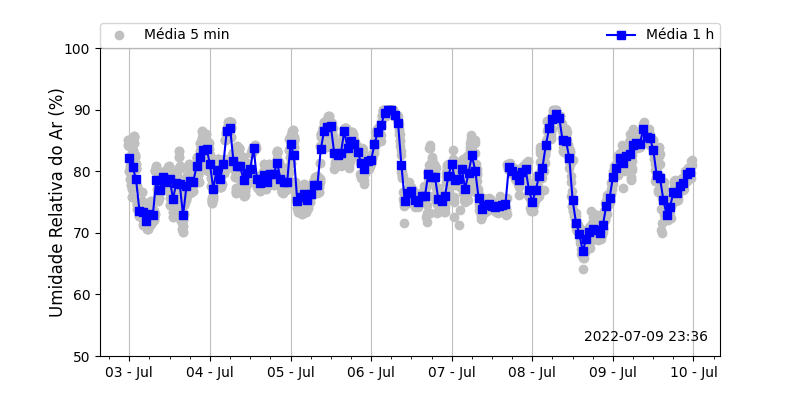 Média 5 min
Média 1 h
Umidade Relativa do Ar (%)
100
90
80
70
60
50
2022-07-09 23:36
03 - Jul
04 - Jul
05 - Jul
06 - Jul
07 - Jul
08 - Jul
09 - Jul
10 - Jul